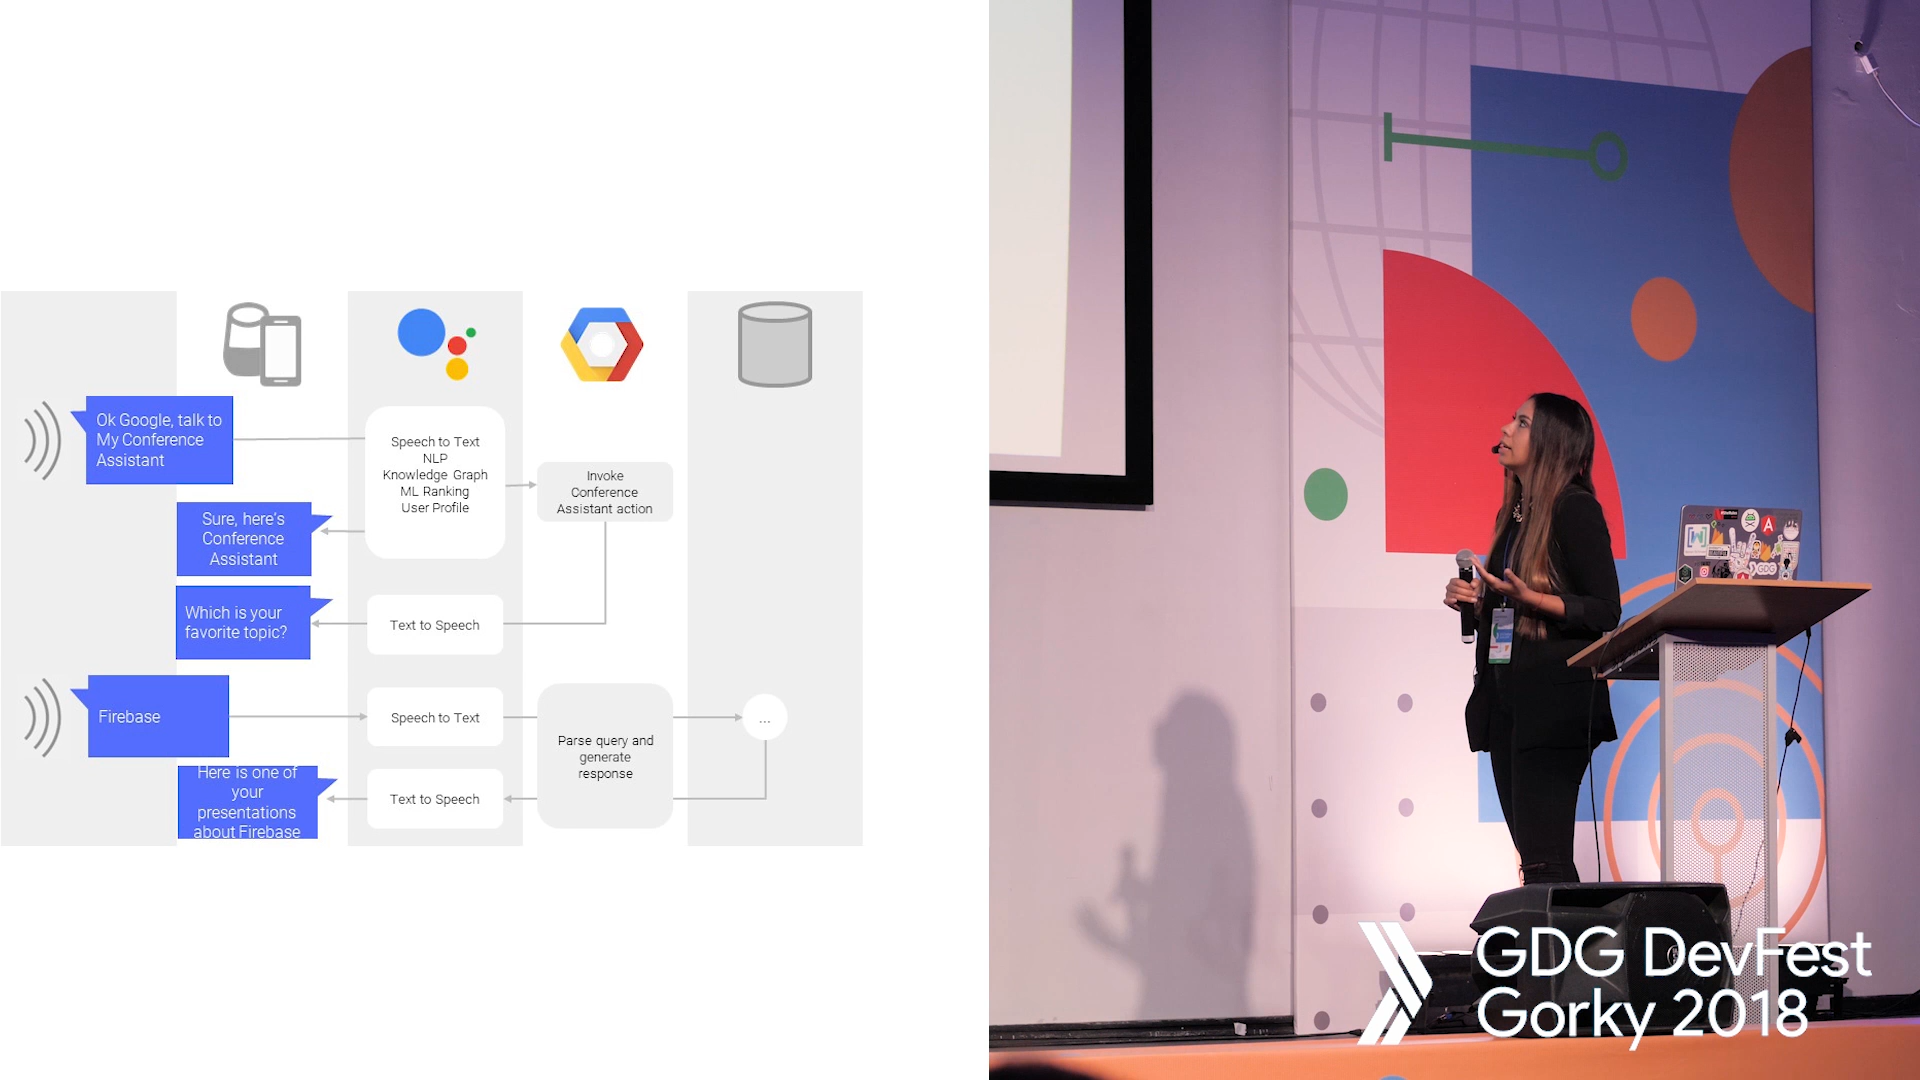 Ok Google, talk to
My Conference
Assistant
Speech to Text
NLP
Knowledge Graph
ML Ranking
User Profile
Invoke
Conference
Assistant action
Sure, here's
Conference
Assistant
Which is your
favorite topic?
Text to Speech
Firebase
Speech to Text
...
Parse query and
generate
response
Here is one of
your
presentations
about Firebase
Text to Speech
GDG
GDG DevFest
Gorky 2018